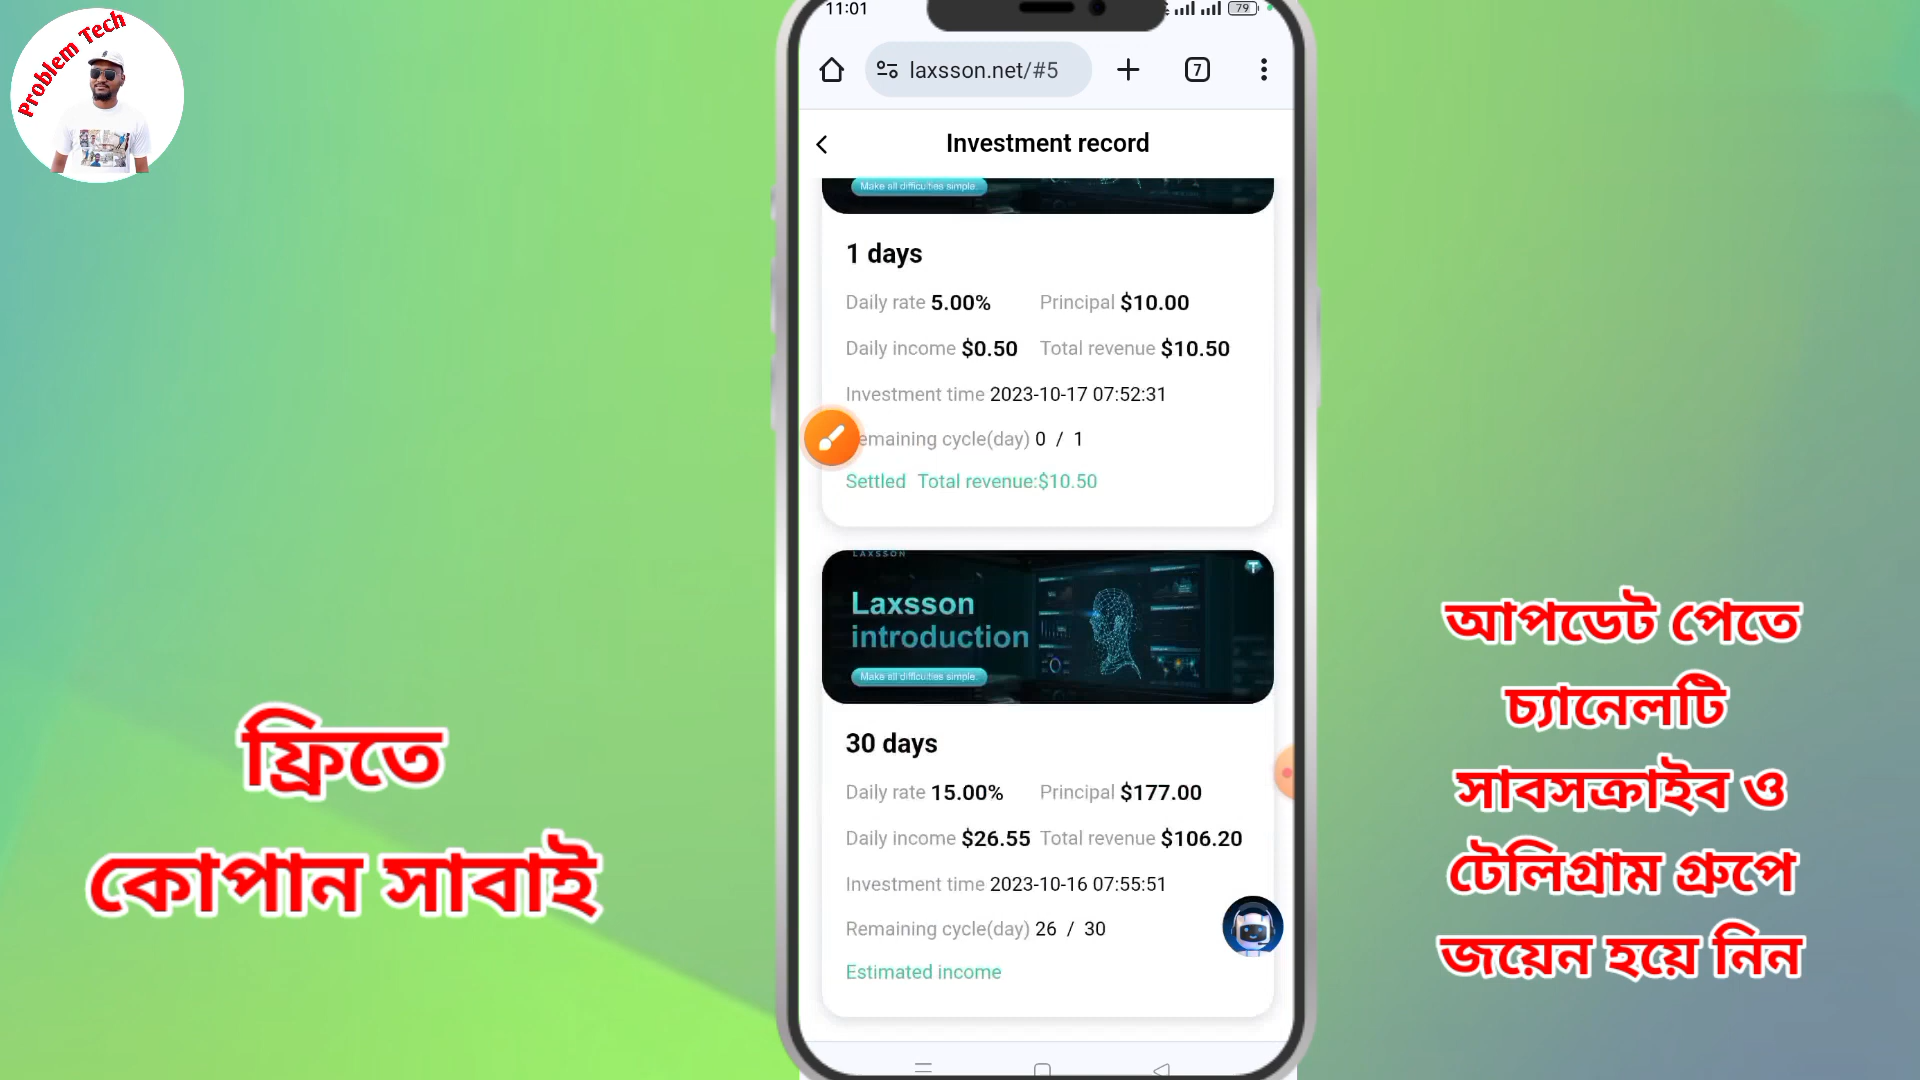 Problem Tech
11:01
79
laxsson.net/#5
7
Investment record
Make all difficulties simple.
1 days
Daily rate 5.00% Principal $10.00
Daily income $0.50 Total revenue $10.50
Investment time 2023-10-17 07:52:31
emaining cycle(day) 0 / 1
Settled Total revenue:$10.50
LAXSSON
Laxsson
introduction
Make all difficulties simple.
30 days
Daily rate 15.00% Principal $177.00
Daily income $26.55 Total revenue $106.20
Investment time 2023-10-16 07:55:51
Remaining cycle(day) 26 / 30
Estimated income
ফ্রিতে
কোপান সাবাই
আপডেট পেতে
চ্যানেলটি
সাবসক্রাইব ও
টেলিগ্রাম গ্রুপে
জয়েন হয়ে নিন